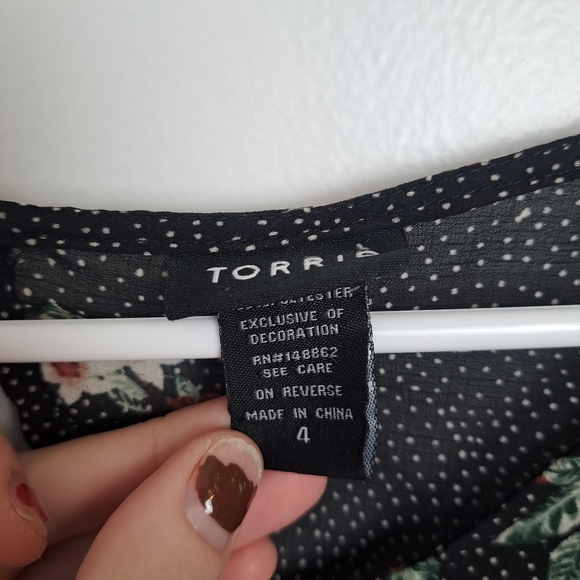 TORRID
EXCLUSIVE OF
DECORATION
RN#148862
SEE CARE
ON REVERSE
MADE IN CHINA
4